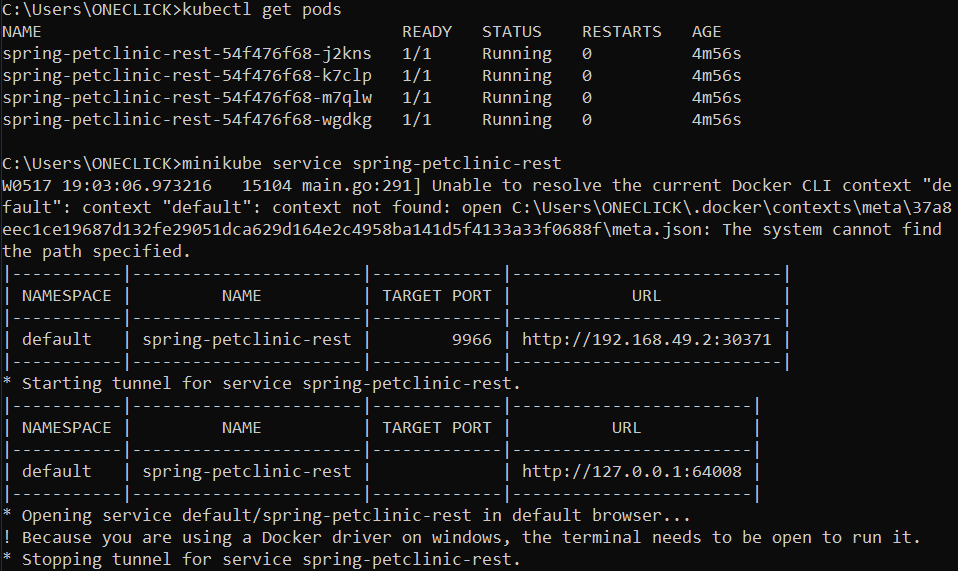 C:\Users\ONECLICK>kubectl get pods
NAME                                    READY   STATUS    RESTARTS   AGE
spring-petclinic-rest-54f476f68-j2kns   1/1     Running   0          4m56s
spring-petclinic-rest-54f476f68-k7clp   1/1     Running   0          4m56s
spring-petclinic-rest-54f476f68-m7qlw   1/1     Running   0          4m56s
spring-petclinic-rest-54f476f68-wgdkg   1/1     Running   0          4m56s

C:\Users\ONECLICK>minikube service spring-petclinic-rest
W0517 19:03:06.973216   15104 main.go:291] Unable to resolve the current Docker CLI context "de
fault": context "default": context not found: open C:\Users\ONECLICK\.docker\contexts\meta\37a8
eec1ce19687d132fe29051dca629d164e2c4958ba141d5f4133a33f0688f\meta.json: The system cannot find
the path specified.
|-----------|-----------------------|-------------|---------------------------|
| NAMESPACE |         NAME          | TARGET PORT |            URL            |
|-----------|-----------------------|-------------|---------------------------|
| default   | spring-petclinic-rest |        9966 | http://192.168.49.2:30371 |
|-----------|-----------------------|-------------|---------------------------|
* Starting tunnel for service spring-petclinic-rest.
|-----------|-----------------------|-------------|------------------------|
| NAMESPACE |         NAME          | TARGET PORT |          URL           |
|-----------|-----------------------|-------------|------------------------|
| default   | spring-petclinic-rest |             | http://127.0.0.1:64008 |
|-----------|-----------------------|-------------|------------------------|
* Opening service default/spring-petclinic-rest in default browser...
! Because you are using a Docker driver on windows, the terminal needs to be open to run it.
* Stopping tunnel for service spring-petclinic-rest.